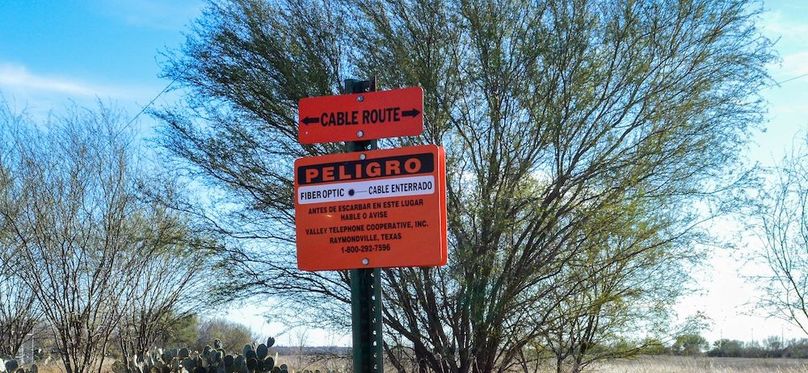 CABLE ROUTE
PELIGRO
FIBER OPTIC CABLE ENTERRADO
ANTES DE ESCARBAR EN ESTE LUGAR
HABLE O AVISE
VALLEY TELEPHONE COOPERATIVE, INC.
RAYMONDVILLE, TEXAS
1-800-292-7596